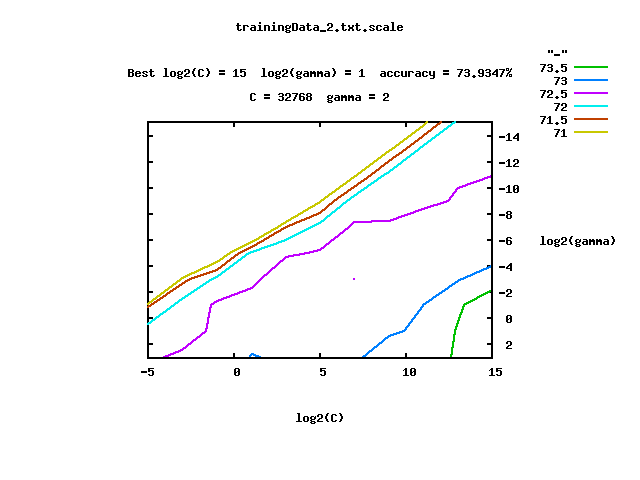 trainingData_2.txt.scale
Best log2(C) = 15  log2(gamma) = 1  accuracy = 73.9347%
C = 32768  gamma = 2
"-"
73.5
73
72.5
72
71.5
71
-14
-12
-10
-8
-6
-4
-2
0
2
log2(gamma)
-5 0 5 10 15
log2(C)